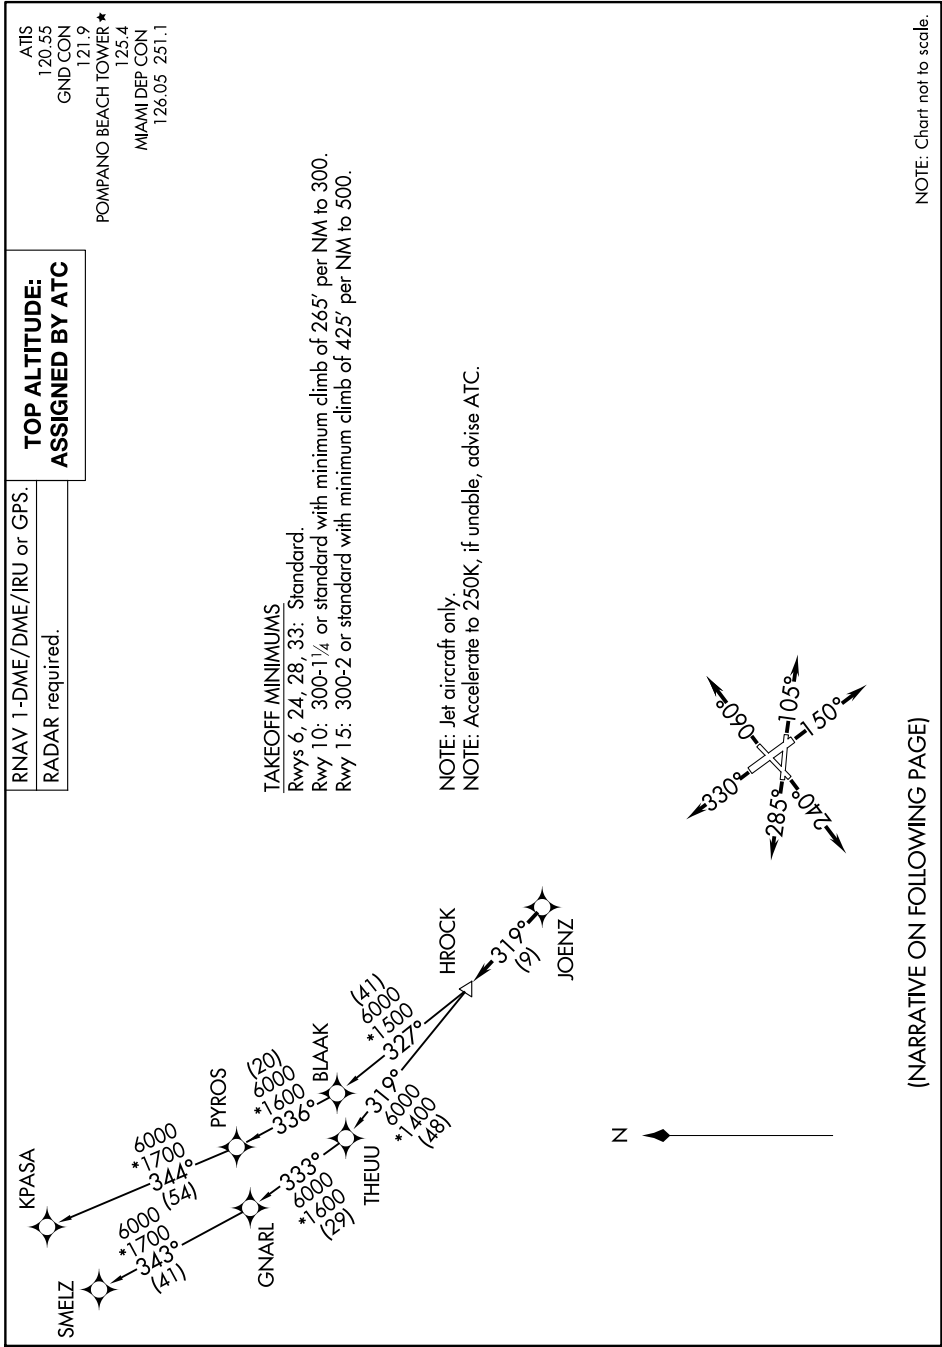 RNAV 1-DME/DME/IRU or GPS.
RADAR required.
TOP ALTITUDE:
ASSIGNED BY ATC
ATIS
120.55
GND CON
121.9
POMPANO BEACH TOWER★
125.4
MIAMI DEP CON
126.05 251.1
TAKEOFF MINIMUMS
Rwys 6, 24, 28, 33: Standard.
Rwy 10: 300-1¼ or standard with minimum climb of 265' per NM to 300.
Rwy 15: 300-2 or standard with minimum climb of 425' per NM to 500.
NOTE: Jet aircraft only.
NOTE: Accelerate to 250K, if unable, advise ATC.
KPASA
6000
*1700
344°
(54)
SMELZ
6000
*1700
343°
(41)
PYROS
(20)
6000
*1600
336°
GNARL
333°
6000
*1600
(29)
BLAAK
(41)
6000
*1500
327°
THEUU
319°
6000
*1400
(48)
HROCK
319°
(9)
JOENZ
N
330°
060°
285°
105°
240°
150°
(NARRATIVE ON FOLLOWING PAGE)
NOTE: Chart not to scale.